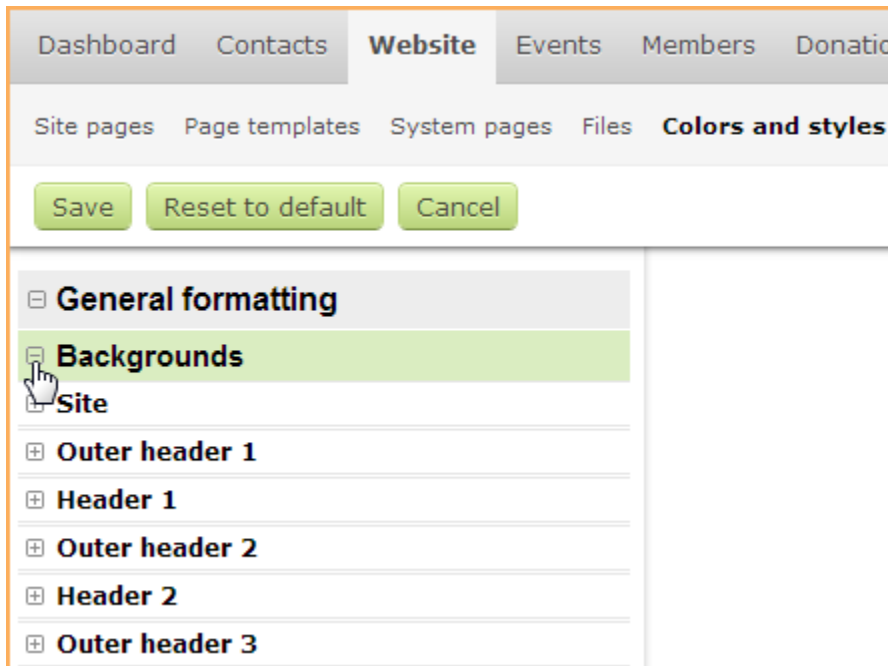 Dashboard Contacts Website Events Members Donatio
Site pages Page templates System pages Files Colors and styles
Save Reset to default Cancel
General formatting
Backgrounds
Site
Outer header 1
Header 1
Outer header 2
Header 2
Outer header 3